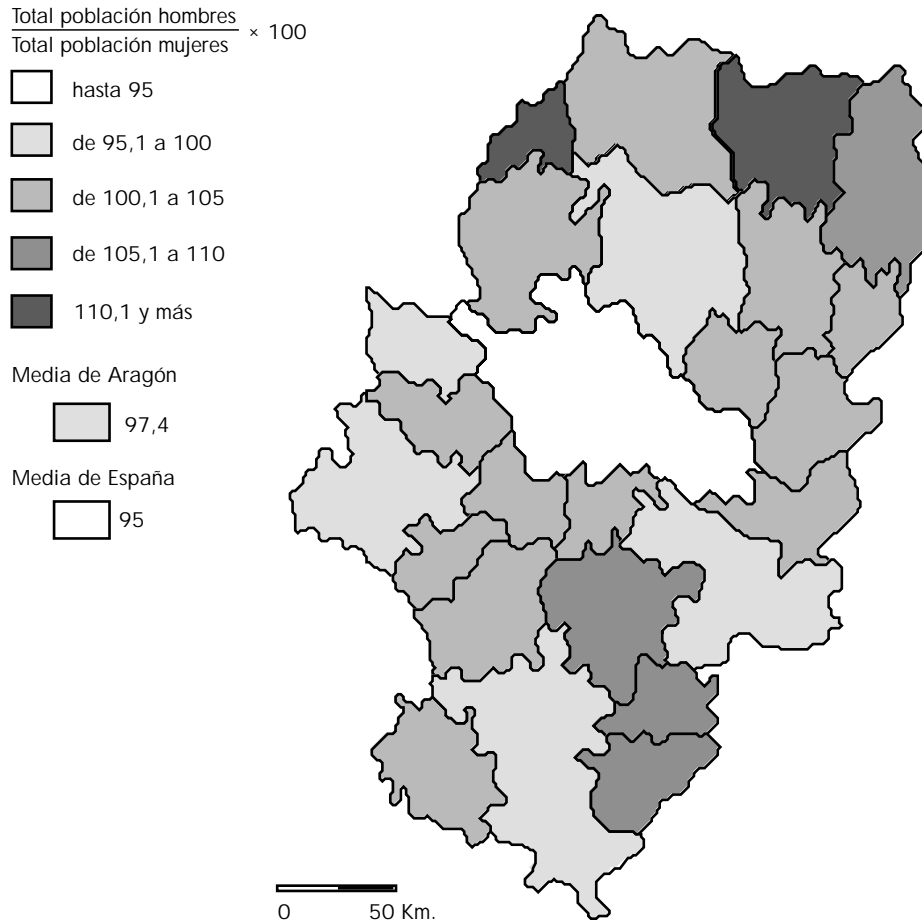 Total población hombres
Total población mujeres
× 100
hasta 95
de 95,1 a 100
de 100,1 a 105
de 105,1 a 110
110,1 y más
Media de Aragón
97,4
Media de España
95
0 50 Km.